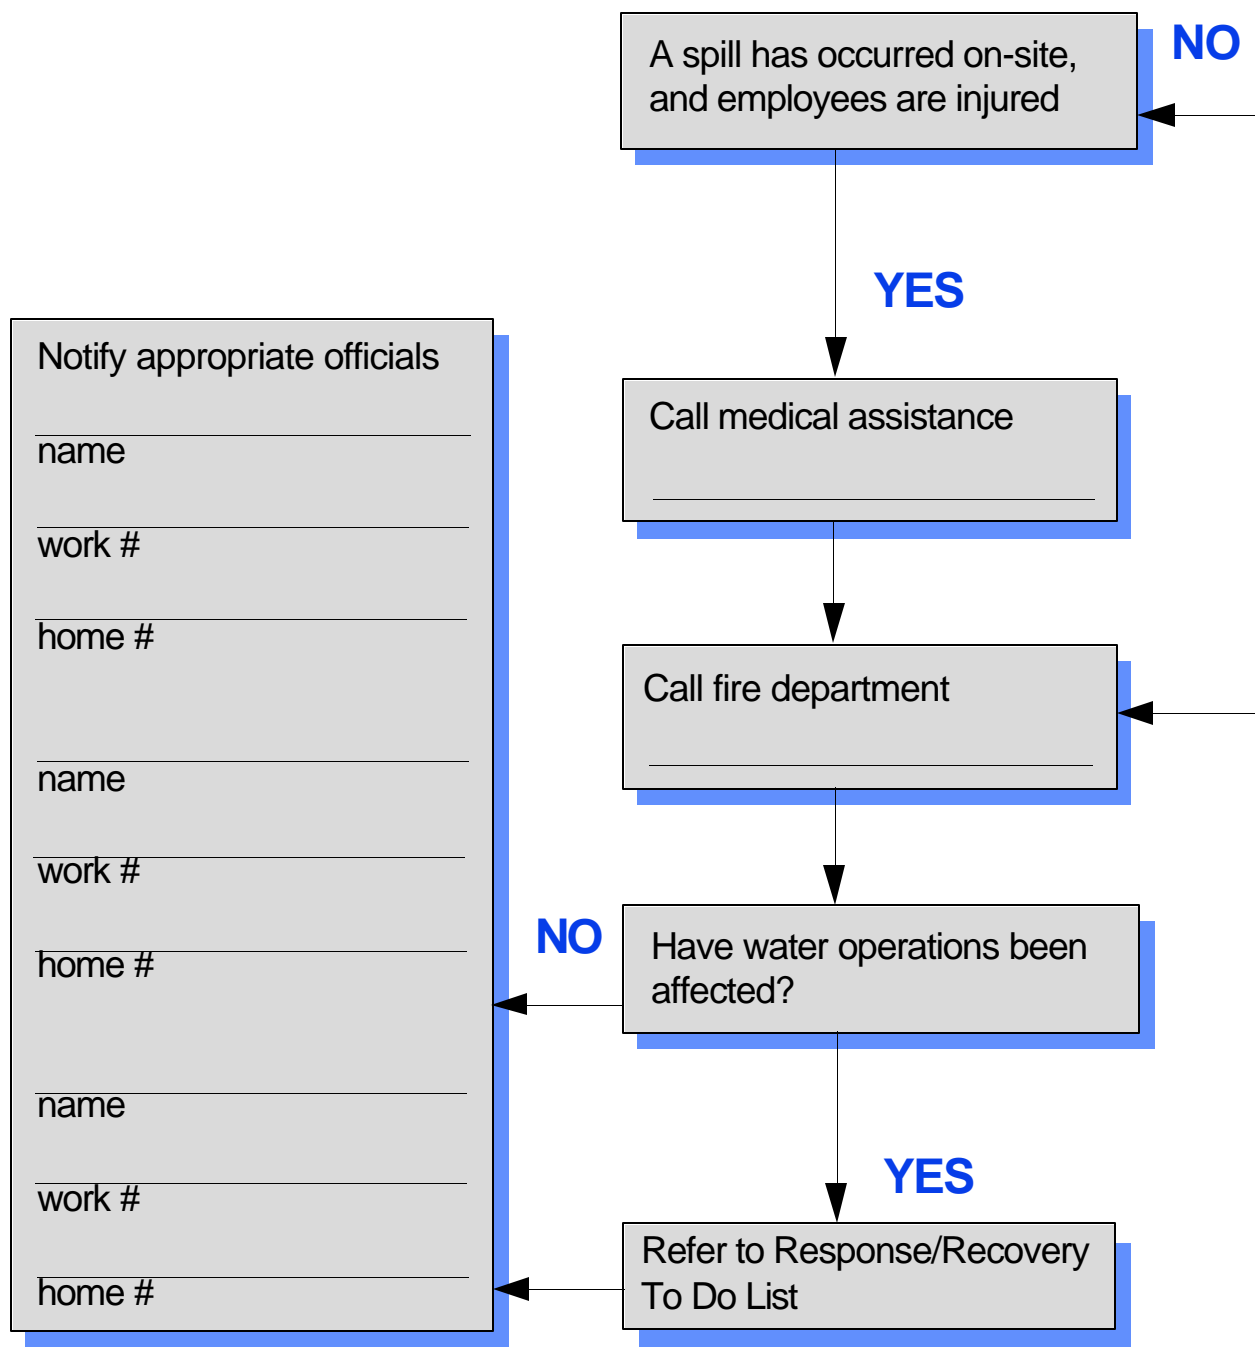 A spill has occurred on-site,
and employees are injured
NO
YES
Call medical assistance
Call fire department
Have water operations been
affected?
NO
YES
Refer to Response/Recovery
To Do List
Notify appropriate officials
name
work #
home #
name
work #
home #
name
work #
home #